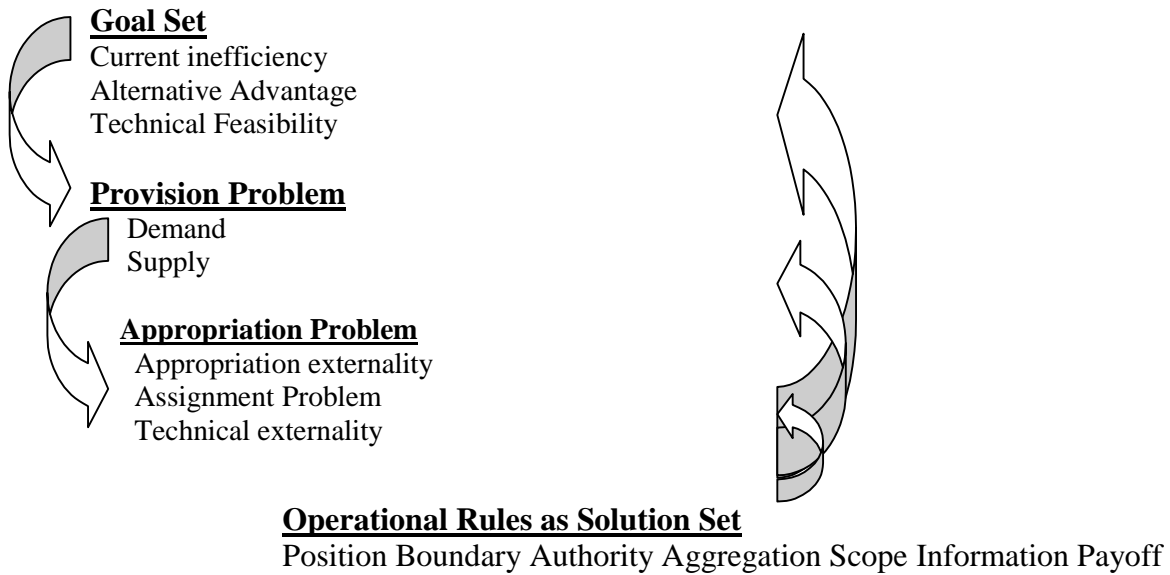 Goal Set
Current inefficiency
Alternative Advantage
Technical Feasibility
Provision Problem
Demand
Supply
Appropriation Problem
Appropriation externality
Assignment Problem
Technical externality
Operational Rules as Solution Set
Position Boundary Authority Aggregation Scope Information Payoff